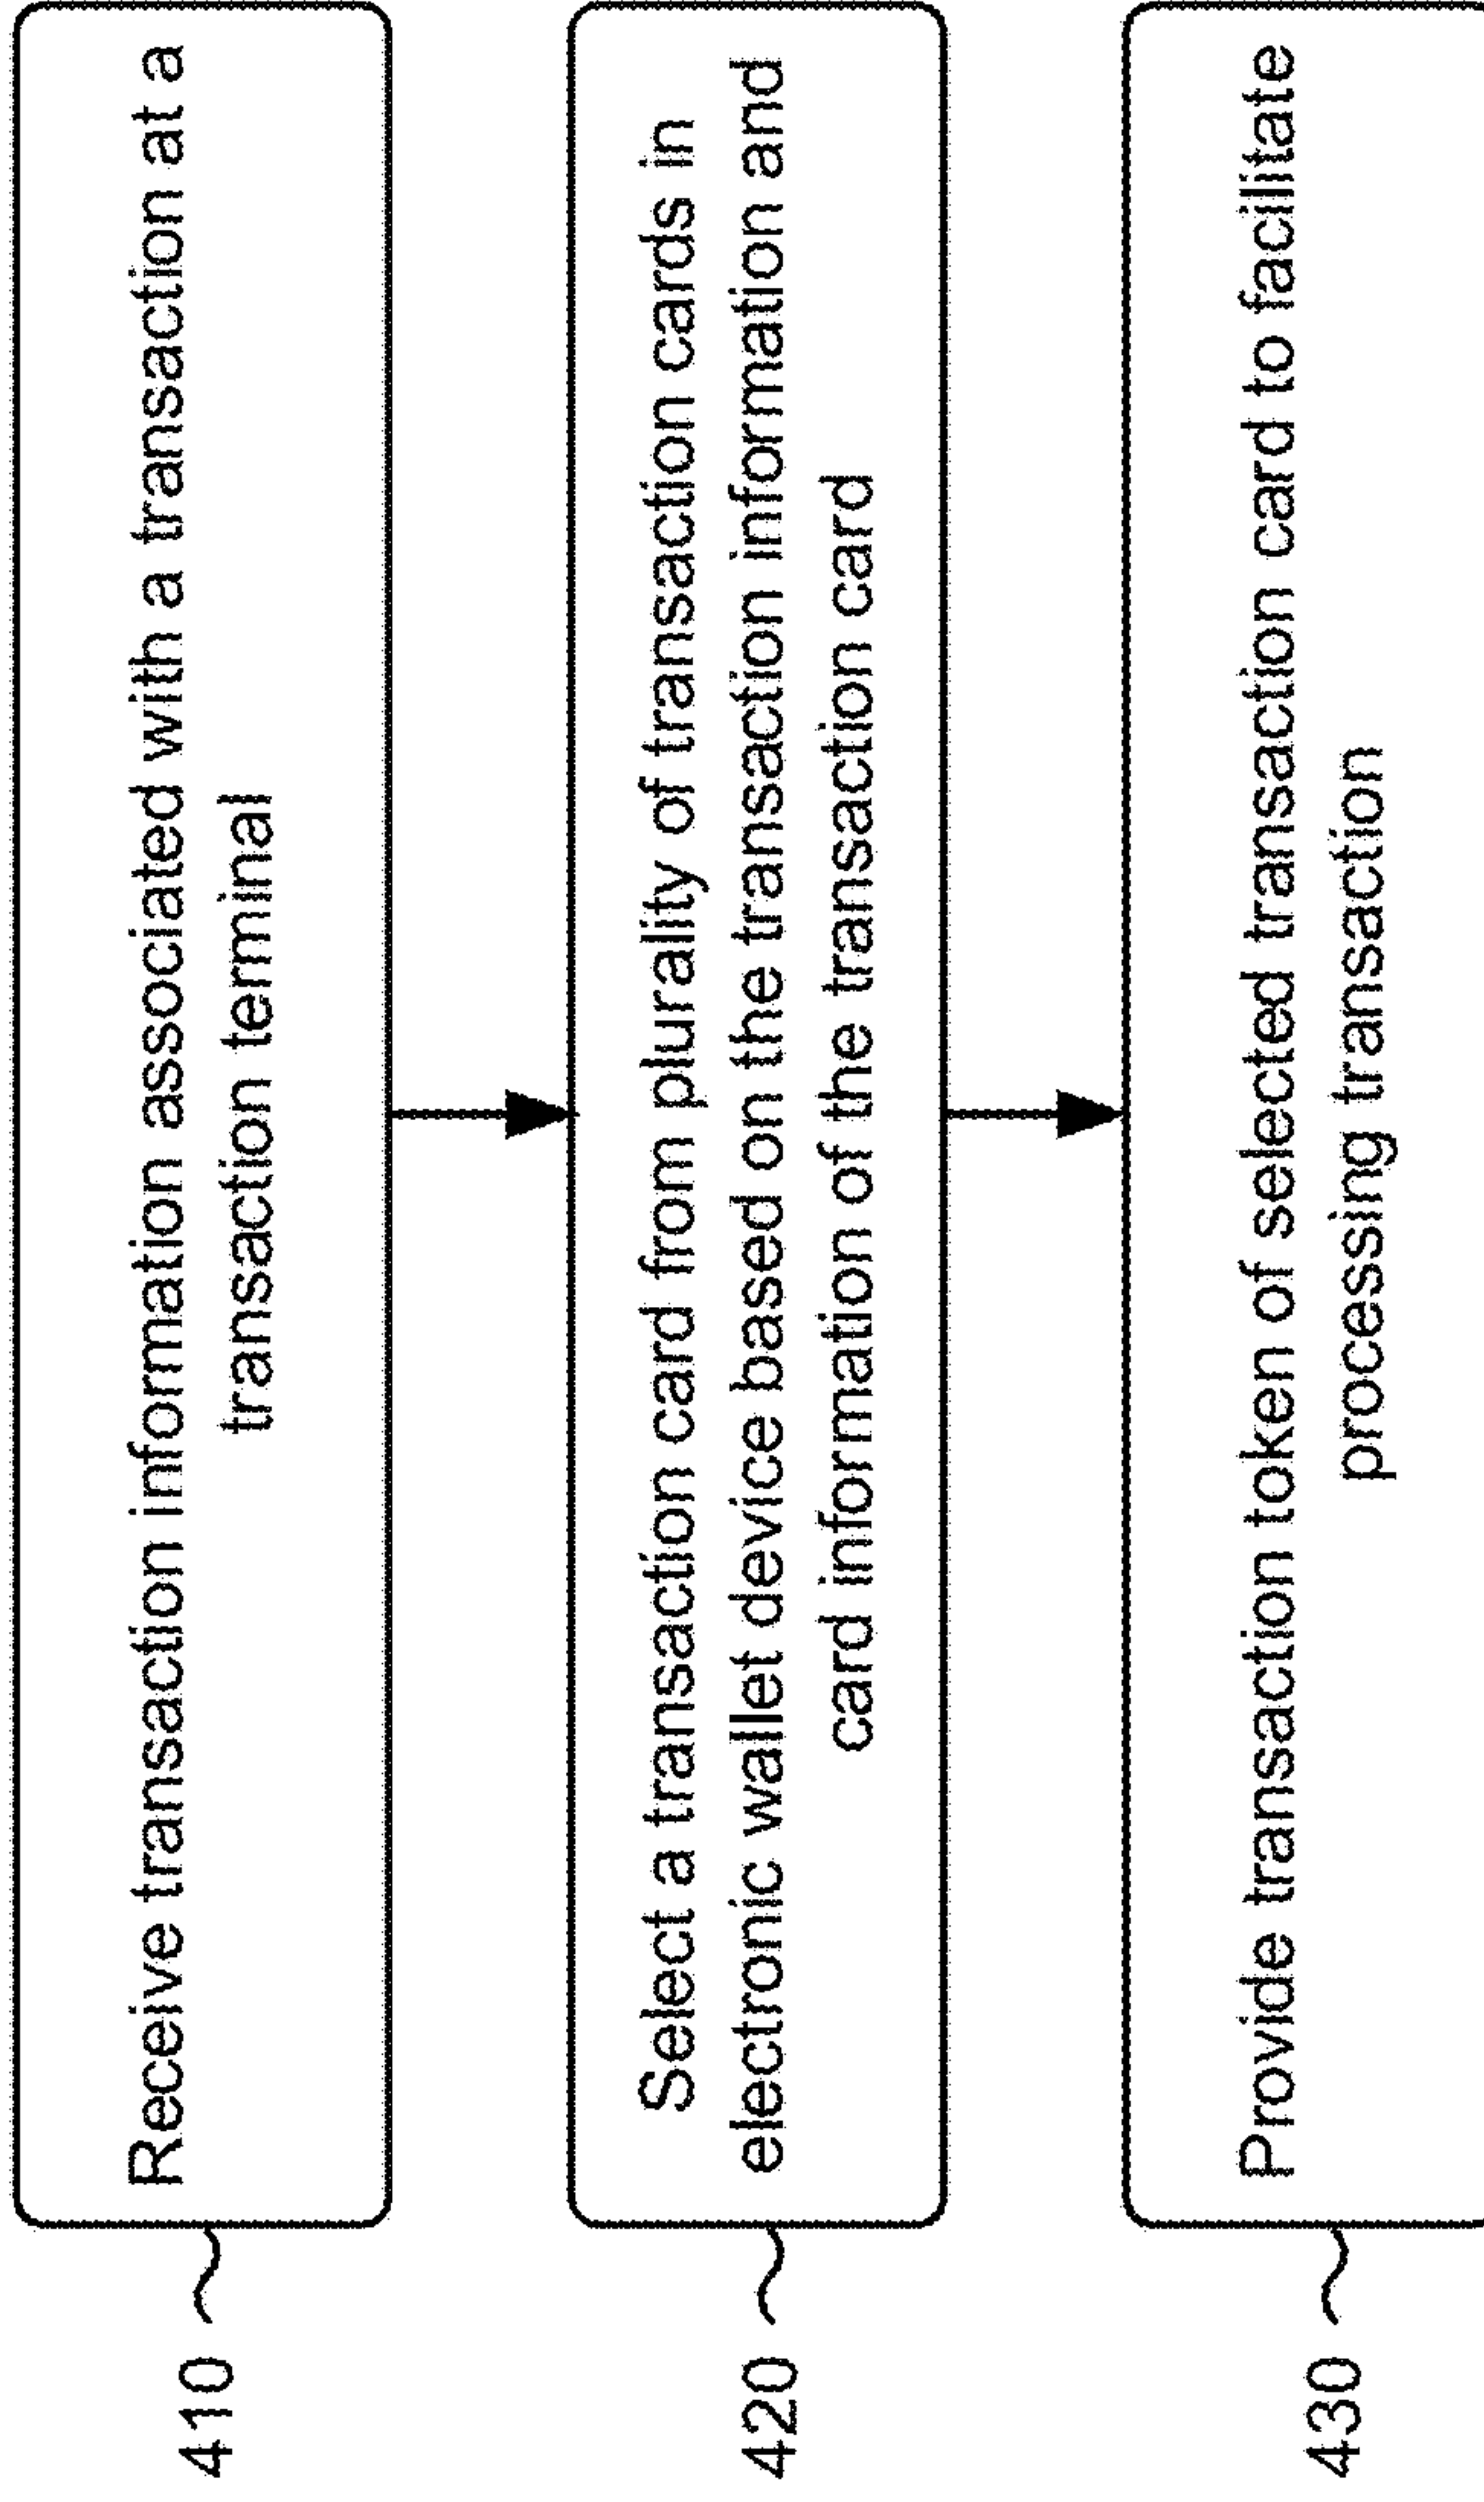 410
Receive transaction information associated with a transaction at a
transaction terminal
420
Select a transaction card from plurality of transaction cards in
electronic wallet device based on the transaction information and
card information of the transaction card
430
Provide transaction token of selected transaction card to facilitate
processing transaction